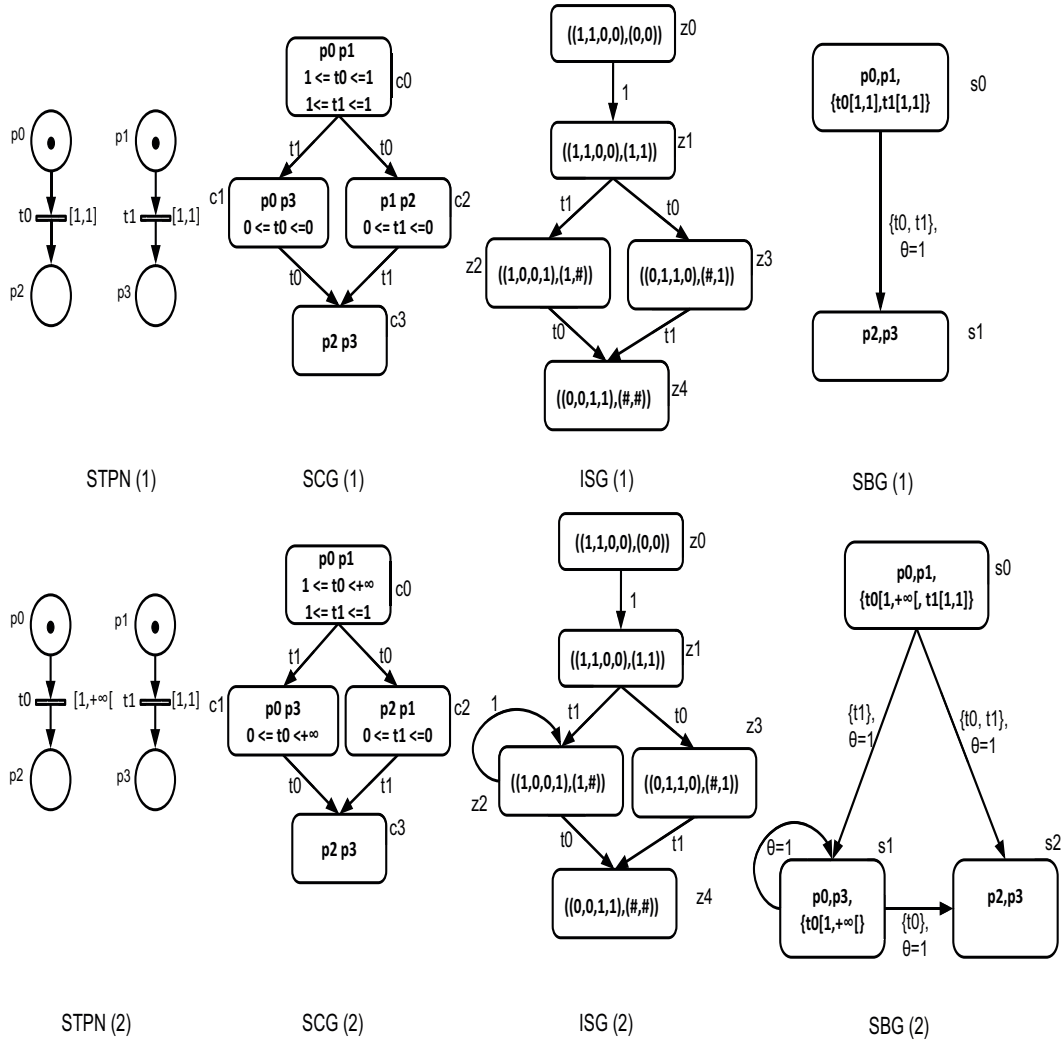 p0
p1
t0
[1,1]
t1
[1,1]
p2
p3
STPN (1)
p0 p1
1 <= t0 <=1
1<= t1 <=1
c0
t1
t0
c1
p0 p3
0 <= t0 <=0
p1 p2
0 <= t1 <=0
c2
t0
t1
p2 p3
c3
SCG (1)
((1,1,0,0),(0,0))
z0
1
((1,1,0,0),(1,1))
z1
t1
t0
z2
((1,0,0,1),(1,#))
((0,1,1,0),(#,1))
z3
t0
t1
((0,0,1,1),(#,#))
z4
ISG (1)
p0,p1,
{t0[1,1],t1[1,1]}
s0
{t0, t1},
θ=1
p2,p3
s1
SBG (1)
p0
p1
t0
[1,+∞[
t1
[1,1]
p2
p3
STPN (2)
p0 p1
1 <= t0 <+∞
1<= t1 <=1
c0
t1
t0
c1
p0 p3
0 <= t0 <+∞
p2 p1
0 <= t1 <=0
c2
t0
t1
p2 p3
c3
SCG (2)
((1,1,0,0),(0,0))
z0
1
((1,1,0,0),(1,1))
z1
1
t1
t0
z3
((1,0,0,1),(1,#))
z2
((0,1,1,0),(#,1))
t0
t1
((0,0,1,1),(#,#))
z4
ISG (2)
p0,p1,
{t0[1,+∞[, t1[1,1]}
s0
{t1},
θ=1
{t0, t1},
θ=1
θ=1
s1
s2
p0,p3,
{t0[1,+∞[}
{t0},
θ=1
p2,p3
SBG (2)